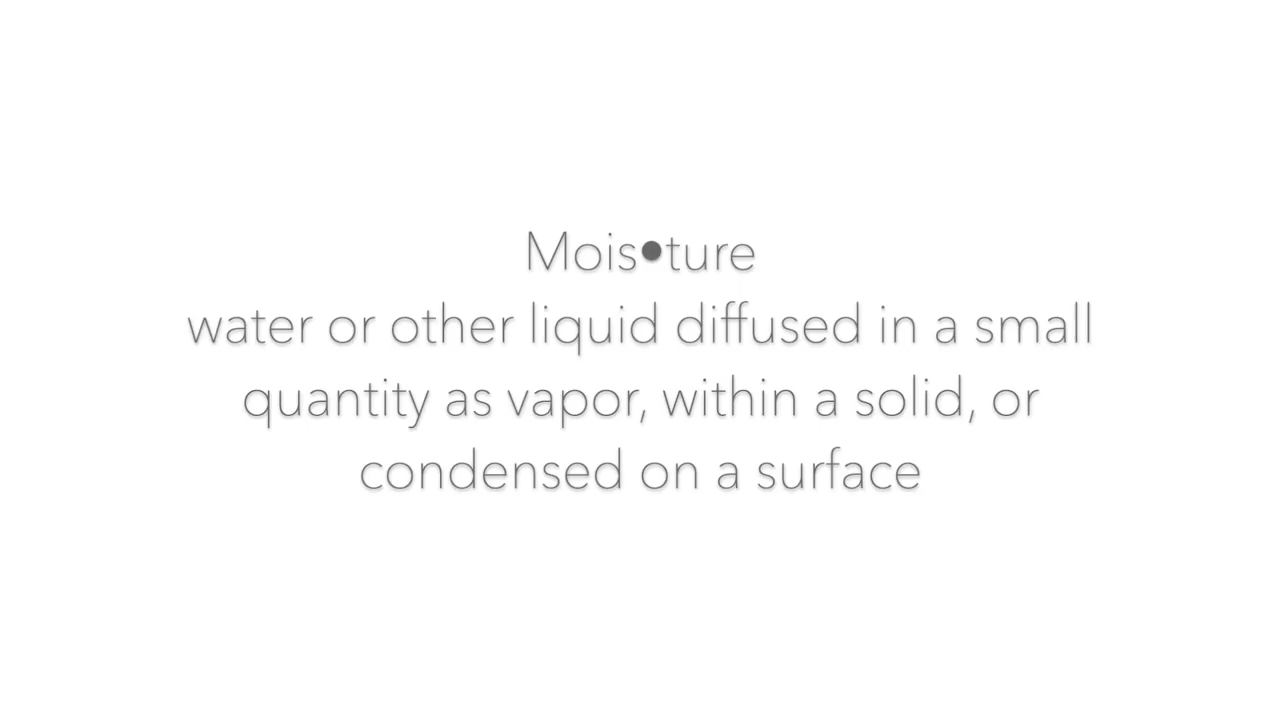 Mois•ture
water or other liquid diffused in a small
quantity as vapor, within a solid, or
condensed on a surface